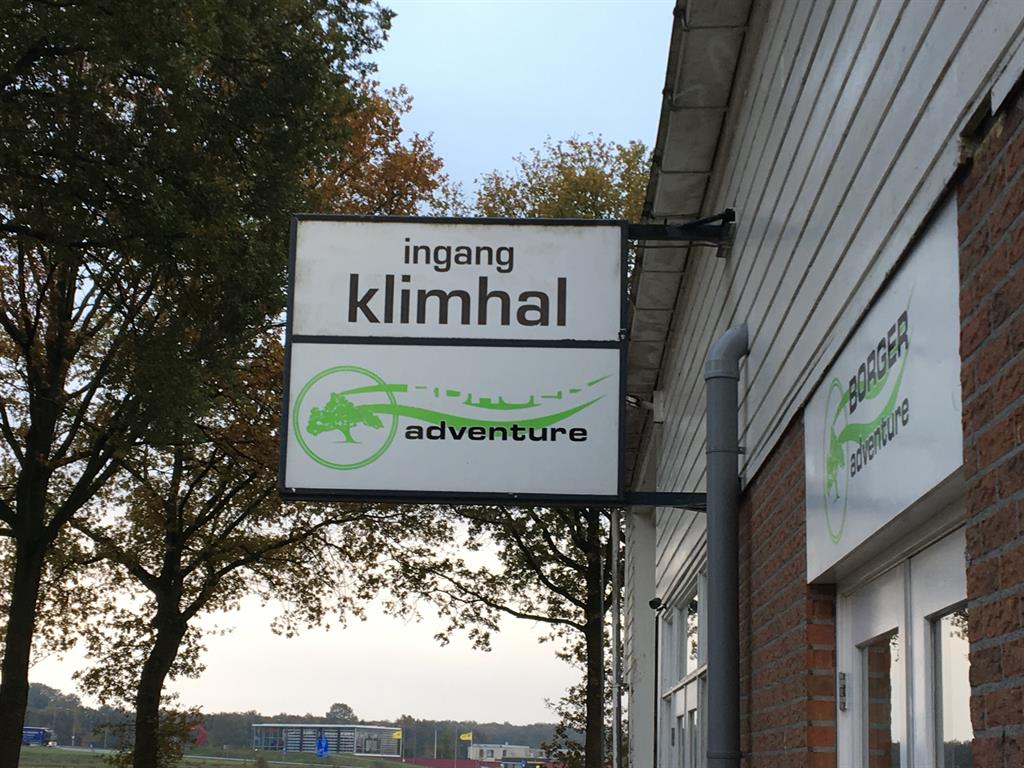 ingang
klimhal
adventure
BORGER
adventure